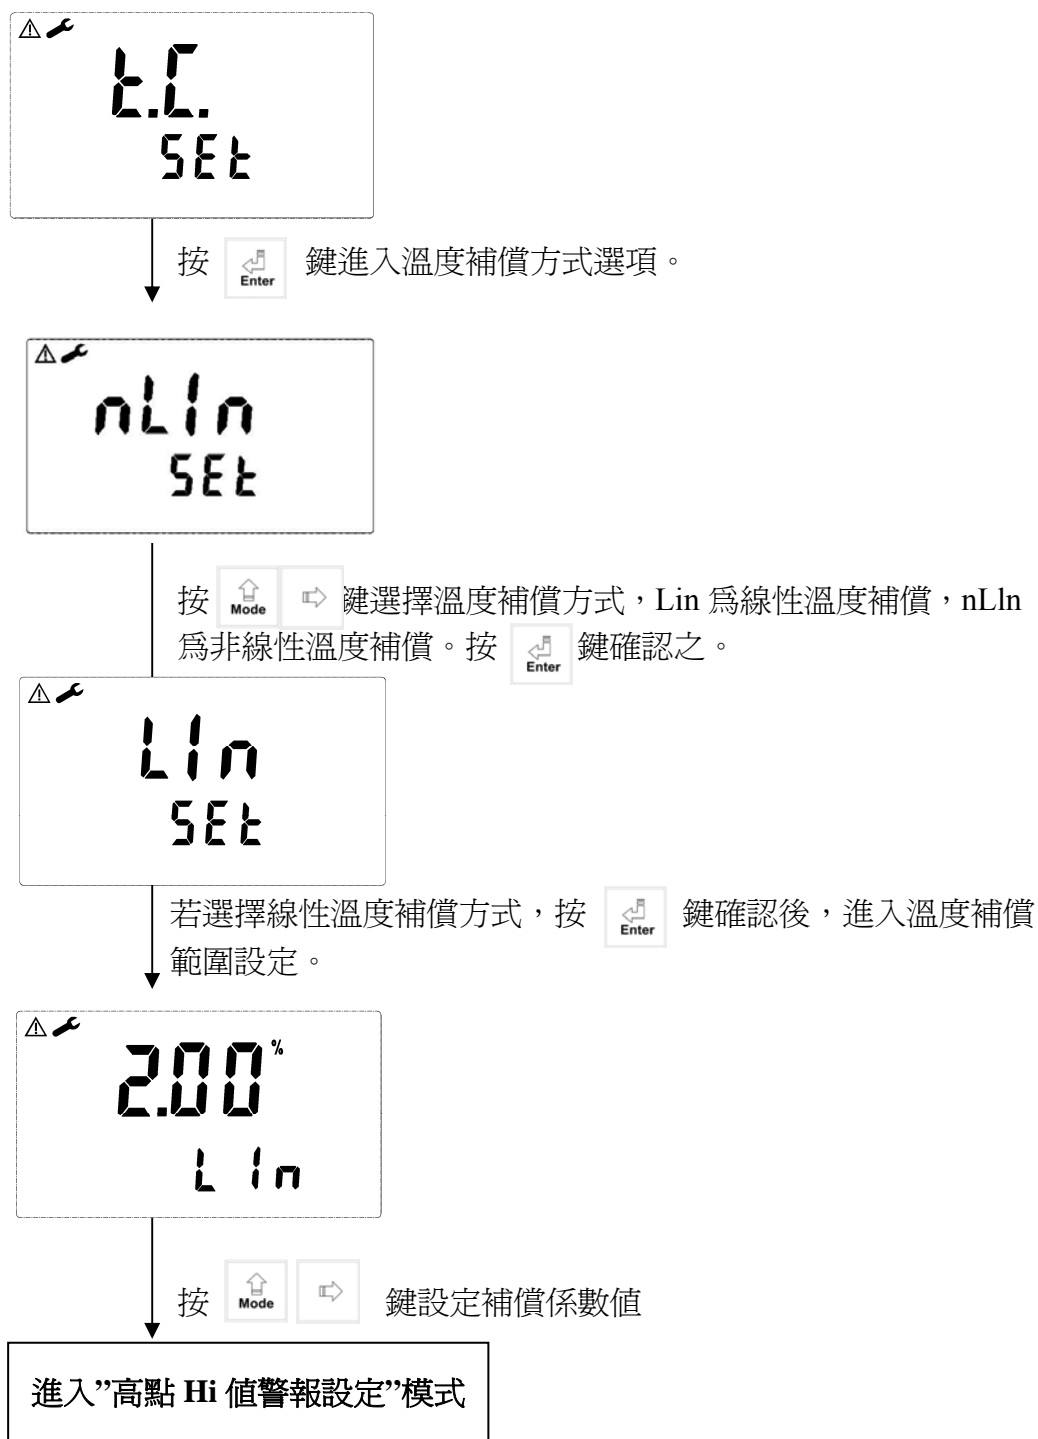 t.C.
SEt
按 Enter 鍵進入溫度補償方式選項。
nLIn
SEt
按 Mode 鍵選擇溫度補償方式，Lin 為線性溫度補償，nLln
為非線性溫度補償。按 Enter 鍵確認之。
LIn
SEt
若選擇線性溫度補償方式，按 Enter 鍵確認後，進入溫度補償
範圍設定。
2.00%
LIn
按 Mode 鍵設定補償係數值
進入”高點 Hi 值警報設定”模式